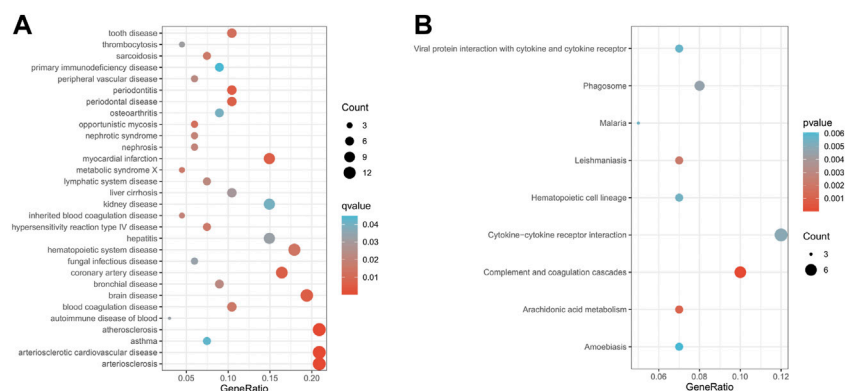 A
tooth disease
thrombocytosis
sarcoidosis
primary immunodeficiency disease
peripheral vascular disease
periodontitis
periodontal disease
osteoarthritis
opportunistic mycosis
nephrotic syndrome
nephrosis
myocardial infarction
metabolic syndrome X
lymphatic system disease
liver cirrhosis
kidney disease
inherited blood coagulation disease
hypersensitivity reaction type IV disease
hepatitis
hematopoietic system disease
fungal infectious disease
coronary artery disease
bronchial disease
brain disease
blood coagulation disease
autoimmune disease of blood
atherosclerosis
asthma
arteriosclerotic cardiovascular disease
arteriosclerosis
0.05 0.10 0.15 0.20
GeneRatio
Count
3
6
9
12
qvalue
0.04
0.03
0.02
0.01
B
Viral protein interaction with cytokine and cytokine receptor
Phagosome
Malaria
Leishmaniasis
Hematopoietic cell lineage
Cytokine-cytokine receptor interaction
Complement and coagulation cascades
Arachidonic acid metabolism
Amoebiasis
0.06 0.08 0.10 0.12
GeneRatio
pvalue
0.006
0.005
0.004
0.003
0.002
0.001
Count
3
6